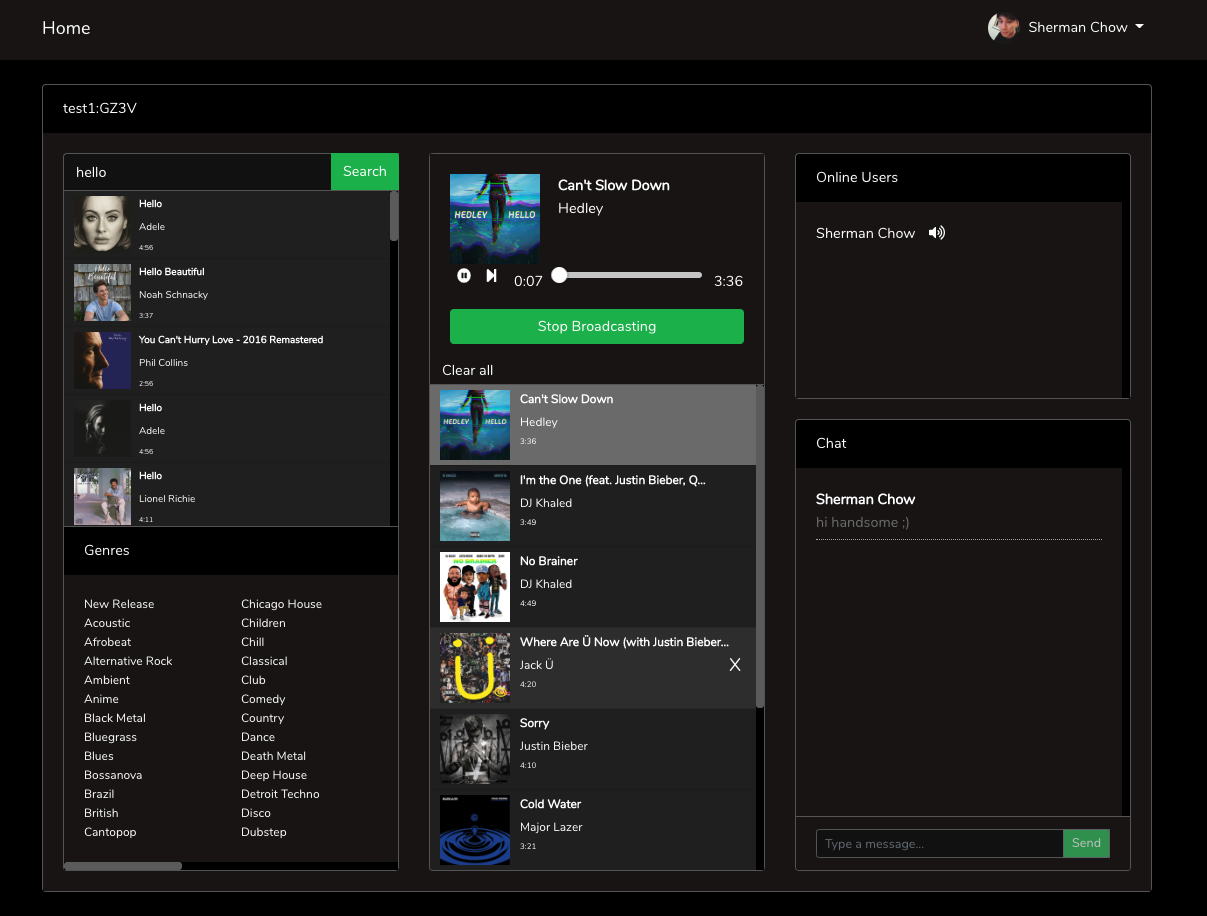 Home
Sherman Chow
test1:GZ3V
hello
Search
Hello
Adele
4:56
Hello Beautiful
Noah Schnacky
3:37
You Can't Hurry Love - 2016 Remastered
Phil Collins
2:56
Hello
Adele
4:56
Hello
Lionel Richie
4:11
Genres
New Release
Acoustic
Afrobeat
Alternative Rock
Ambient
Anime
Black Metal
Bluegrass
Blues
Bossanova
Brazil
British
Cantopop
Chicago House
Children
Chill
Classical
Club
Comedy
Country
Dance
Death Metal
Deep House
Detroit Techno
Disco
Dubstep
HEDLEY HELLO
Can't Slow Down
Hedley
0:07
3:36
Stop Broadcasting
Clear all
HEDLEY HELLO
Can't Slow Down
Hedley
3:36
I'm the One (feat. Justin Bieber, Q...
DJ Khaled
3:49
NO BRAINER
No Brainer
DJ Khaled
4:49
Where Are Ü Now (with Justin Bieber...
Jack Ü
4:20
X
Sorry
Justin Bieber
4:10
Cold Water
Major Lazer
3:21
Online Users
Sherman Chow
Chat
Sherman Chow
hi handsome ;)
Type a message...
Send